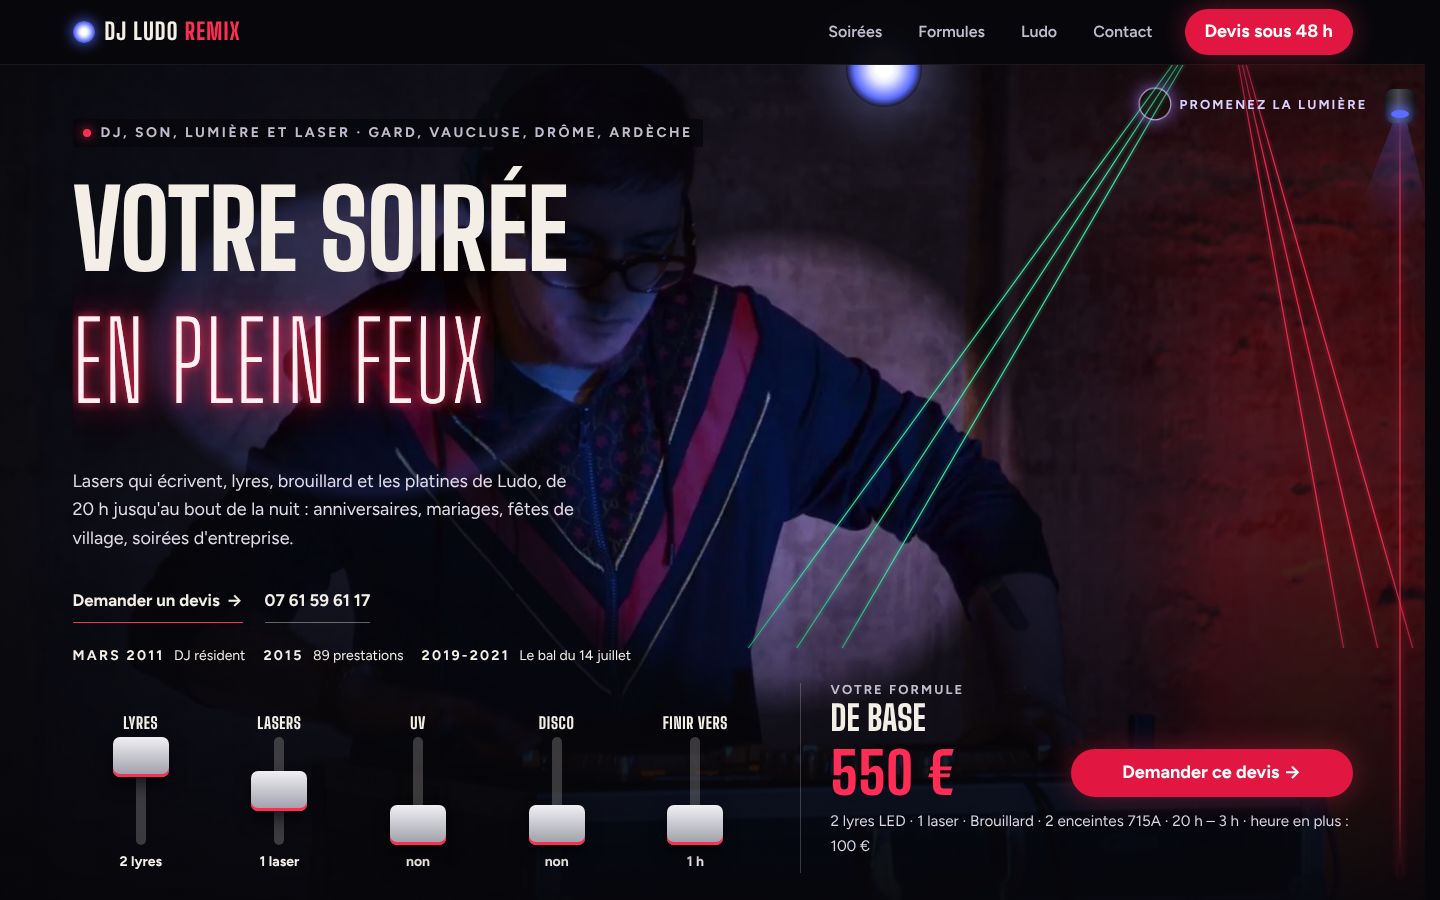 DJ LUDO REMIX
Soirées
Formules
Ludo
Contact
Devis sous 48 h
PROMENEZ LA LUMIÈRE
DJ, SON, LUMIÈRE ET LASER · GARD, VAUCLUSE, DRÔME, ARDÈCHE
VOTRE SOIRÉE
EN PLEIN FEUX
Lasers qui écrivent, lyres, brouillard et les platines de Ludo, de
20 h jusqu'au bout de la nuit : anniversaires, mariages, fêtes de
village, soirées d'entreprise.
Demander un devis →
07 61 59 61 17
MARS 2011 DJ résident
2015 89 prestations
2019-2021 Le bal du 14 juillet
LYRES
LASERS
UV
DISCO
FINIR VERS
2 lyres
1 laser
non
non
1 h
VOTRE FORMULE
DE BASE
550 €
Demander ce devis →
2 lyres LED · 1 laser · Brouillard · 2 enceintes 715A · 20 h – 3 h · heure en plus :
100 €